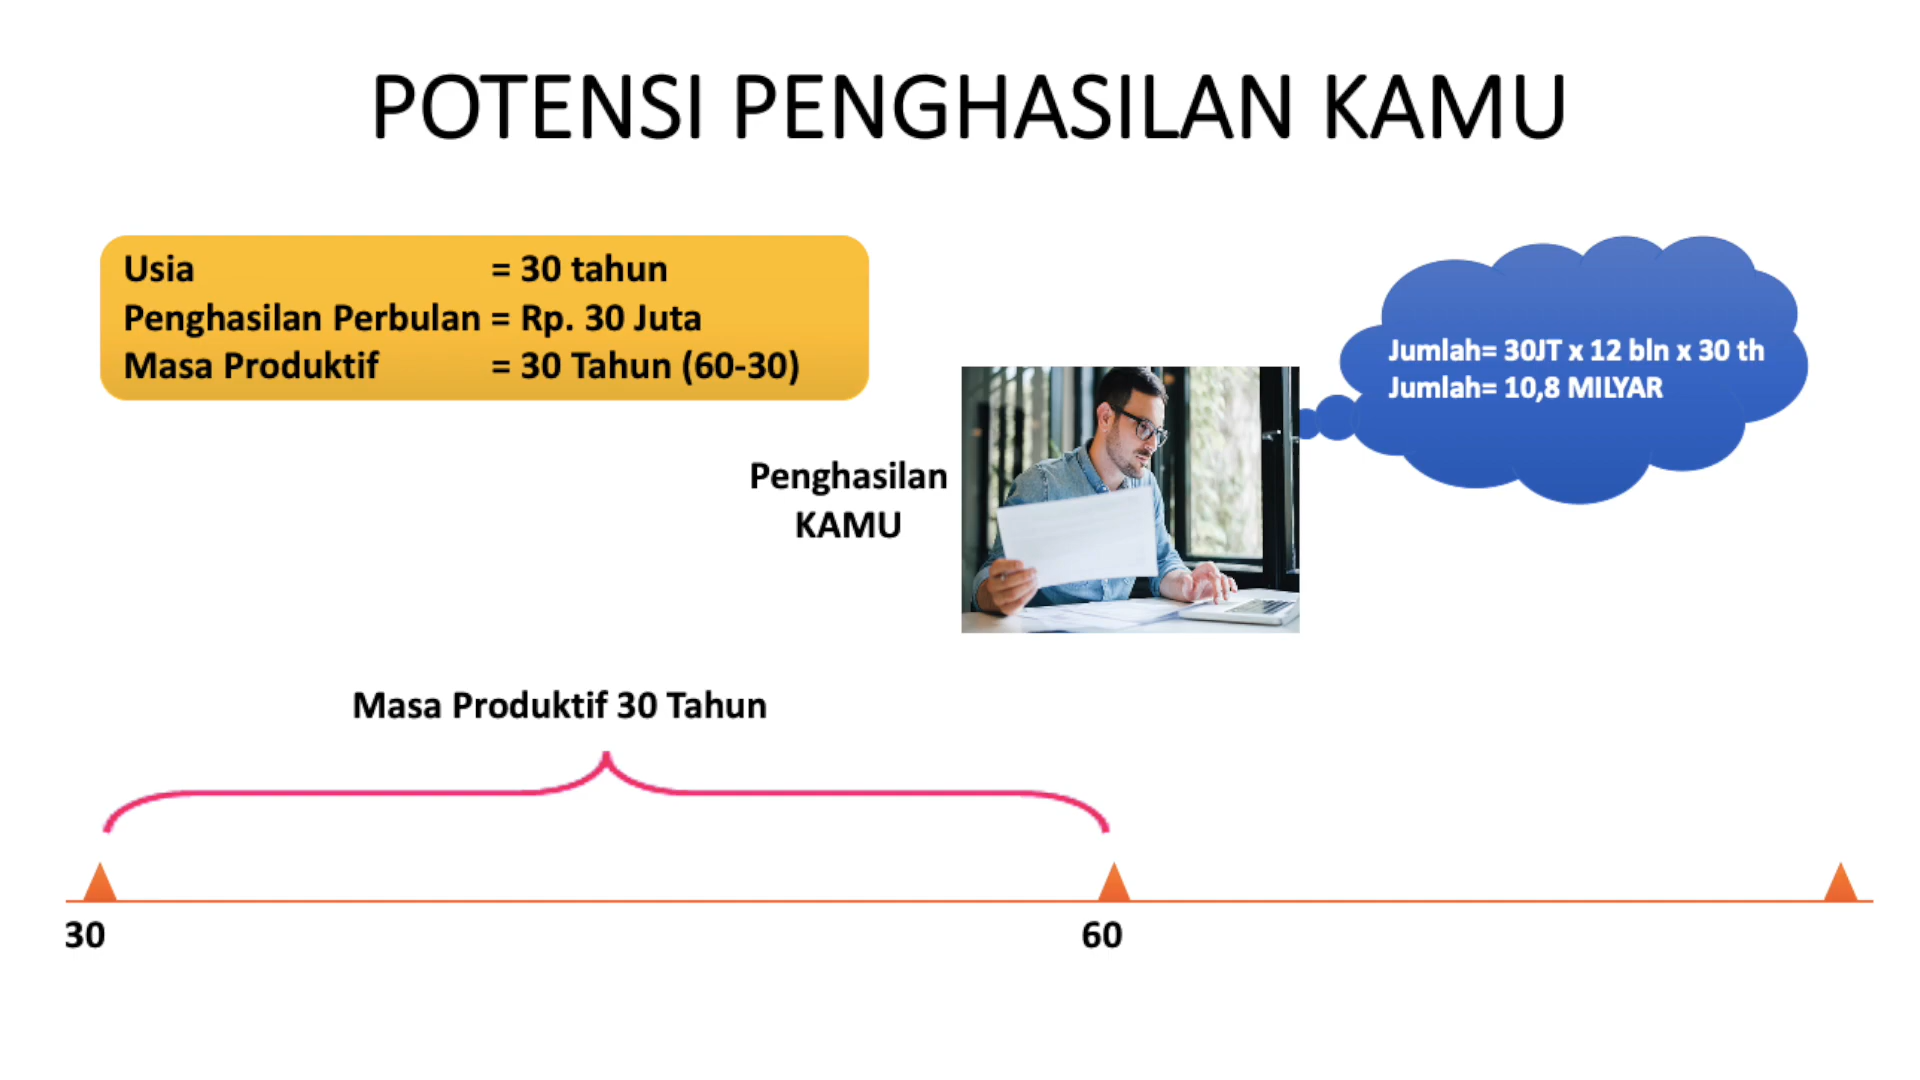 POTENSI PENGHASILAN KAMU
Usia = 30 tahun
Penghasilan Perbulan = Rp. 30 Juta
Masa Produktif = 30 Tahun (60-30)
Jumlah= 30JT x 12 bln x 30 th
Jumlah= 10,8 MILYAR
Penghasilan
KAMU
Masa Produktif 30 Tahun
30
60